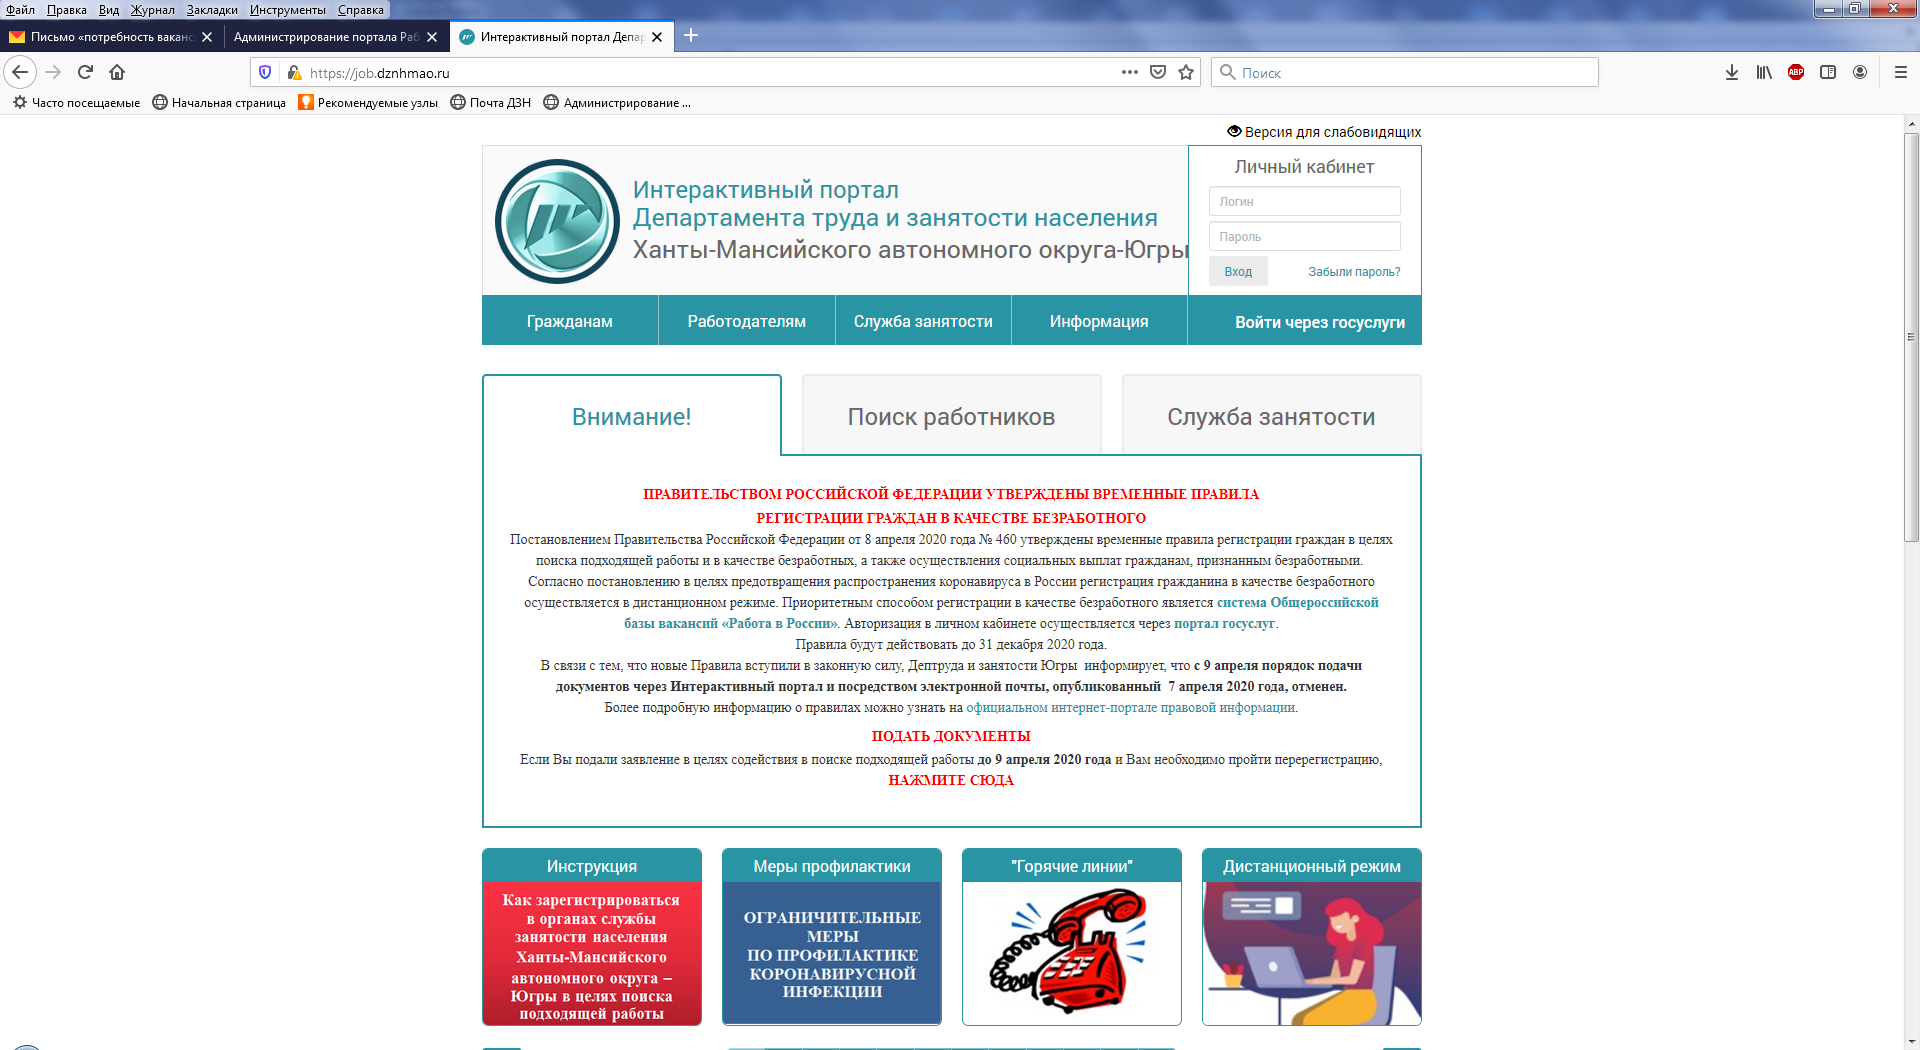 Файл Правка Вид Журнал Закладки Инструменты Справка
Письмо «потребность вакан
Администрирование портала Раб
Интерактивный портал Депар
https://job.dznhmao.ru
Поиск
ABP
Часто посещаемые Начальная страница Рекомендуемые узлы Почта ДЗН Администрирование ...
Версия для слабовидящих
Интерактивный портал
Департамента труда и занятости населения
Ханты-Мансийского автономного округа-Югры
Личный кабинет
Логин
Пароль
Вход Забыли пароль?
Гражданам Работодателям Служба занятости Информация Войти через госуслуги
Внимание! Поиск работников Служба занятости
ПРАВИТЕЛЬСТВОМ РОССИЙСКОЙ ФЕДЕРАЦИИ УТВЕРЖДЕНЫ ВРЕМЕННЫЕ ПРАВИЛА
РЕГИСТРАЦИИ ГРАЖДАН В КАЧЕСТВЕ БЕЗРАБОТНОГО
Постановлением Правительства Российской Федерации от 8 апреля 2020 года № 460 утверждены временные правила регистрации граждан в целях
поиска подходящей работы и в качестве безработных, а также осуществления социальных выплат гражданам, признанным безработными.
Согласно постановлению в целях предотвращения распространения коронавируса в России регистрация гражданина в качестве безработного
осуществляется в дистанционном режиме. Приоритетным способом регистрации в качестве безработного является система Общероссийской
базы вакансий «Работа в России». Авторизация в личном кабинете осуществляется через портал госуслуг.
Правила будут действовать до 31 декабря 2020 года.
В связи с тем, что новые Правила вступили в законную силу, Дептруда и занятости Югры информирует, что с 9 апреля порядок подачи
документов через Интерактивный портал и посредством электронной почты, опубликованный 7 апреля 2020 года, отменен.
Более подробную информацию о правилах можно узнать на официальном интернет-портале правовой информации.
ПОДАТЬ ДОКУМЕНТЫ
Если Вы подали заявление в целях содействия в поиске подходящей работы до 9 апреля 2020 года и Вам необходимо пройти перерегистрацию,
НАЖМИТЕ СЮДА
Инструкция
Как зарегистрироваться
в органах службы
занятости населения
Ханты-Мансийского
автономного округа –
Югры в целях поиска
подходящей работы
Меры профилактики
ОГРАНИЧИТЕЛЬНЫЕ
МЕРЫ
ПО ПРОФИЛАКТИКЕ
КОРОНАВИРУСНОЙ
ИНФЕКЦИИ
"Горячие линии"
Дистанционный режим